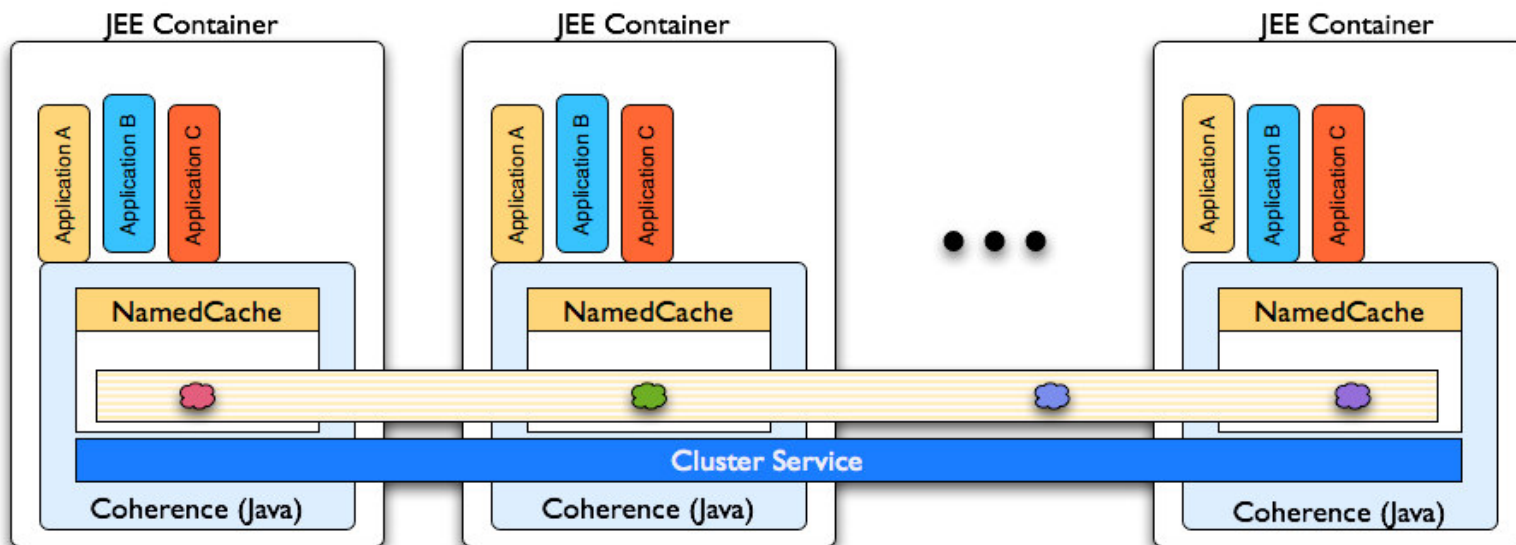 JEE Container
JEE Container
JEE Container
Application A
Application B
Application C
Application A
Application B
Application C
Application A
Application B
Application C
NamedCache
NamedCache
NamedCache
Cluster Service
Coherence (Java)
Coherence (Java)
Coherence (Java)